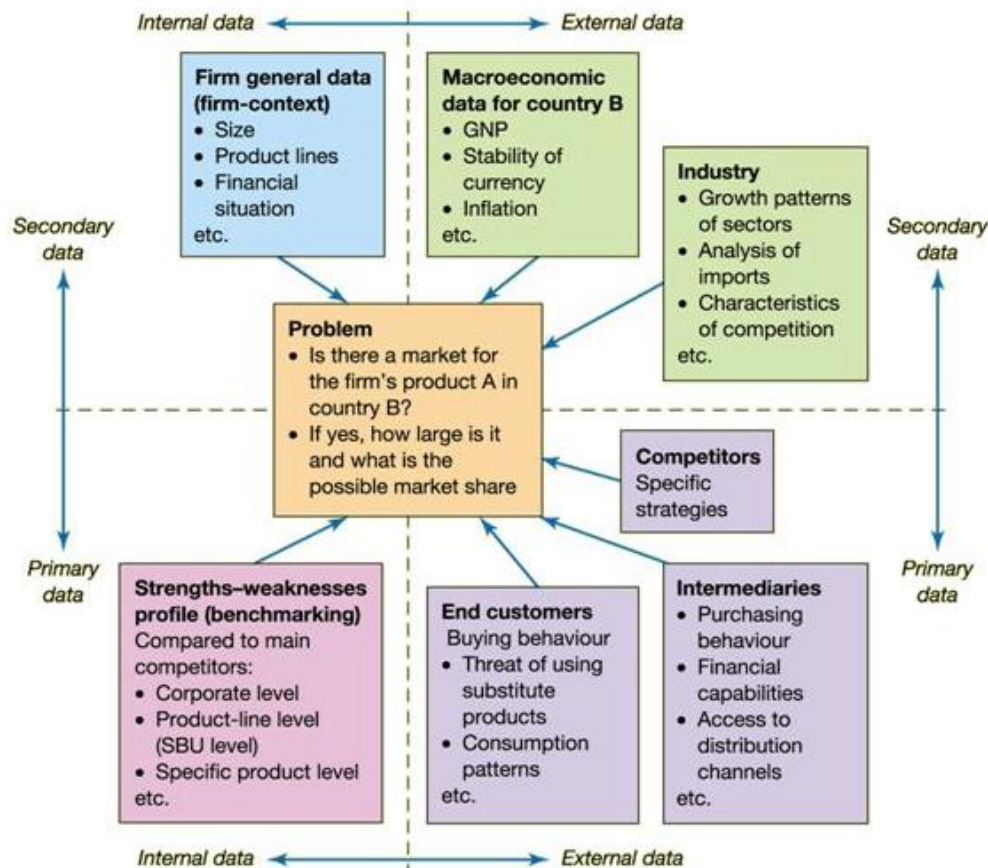 Internal data
External data
Firm general data
(firm-context)
• Size
• Product lines
• Financial
situation
etc.
Macroeconomic
data for country B
• GNP
• Stability of
currency
• Inflation
etc.
Industry
• Growth patterns
of sectors
• Analysis of
imports
• Characteristics
of competition
etc.
Secondary
data
Secondary
data
Problem
• Is there a market for
the firm's product A in
country B?
• If yes, how large is it
and what is the
possible market share
Competitors
Specific
strategies
Primary
data
Primary
data
Strengths–weaknesses
profile (benchmarking)
Compared to main
competitors:
• Corporate level
• Product-line level
(SBU level)
• Specific product level
etc.
End customers
Buying behaviour
• Threat of using
substitute
products
• Consumption
patterns
etc.
Intermediaries
• Purchasing
behaviour
• Financial
capabilities
• Access to
distribution
channels
etc.
Internal data
External data